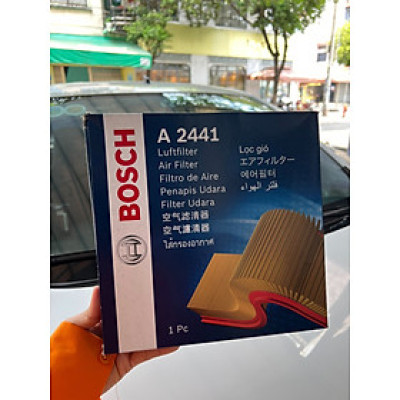 BOSCH
A 2441
Luftfilter
Air Filter
Filtro de Aire
Penapis Udara
Filter Udara
空气滤清器
空氣濾清器
ไส้กรองอากาศ
Lọc gió
エアフィルター
에어필터
فلتر الهواء
1 Pc